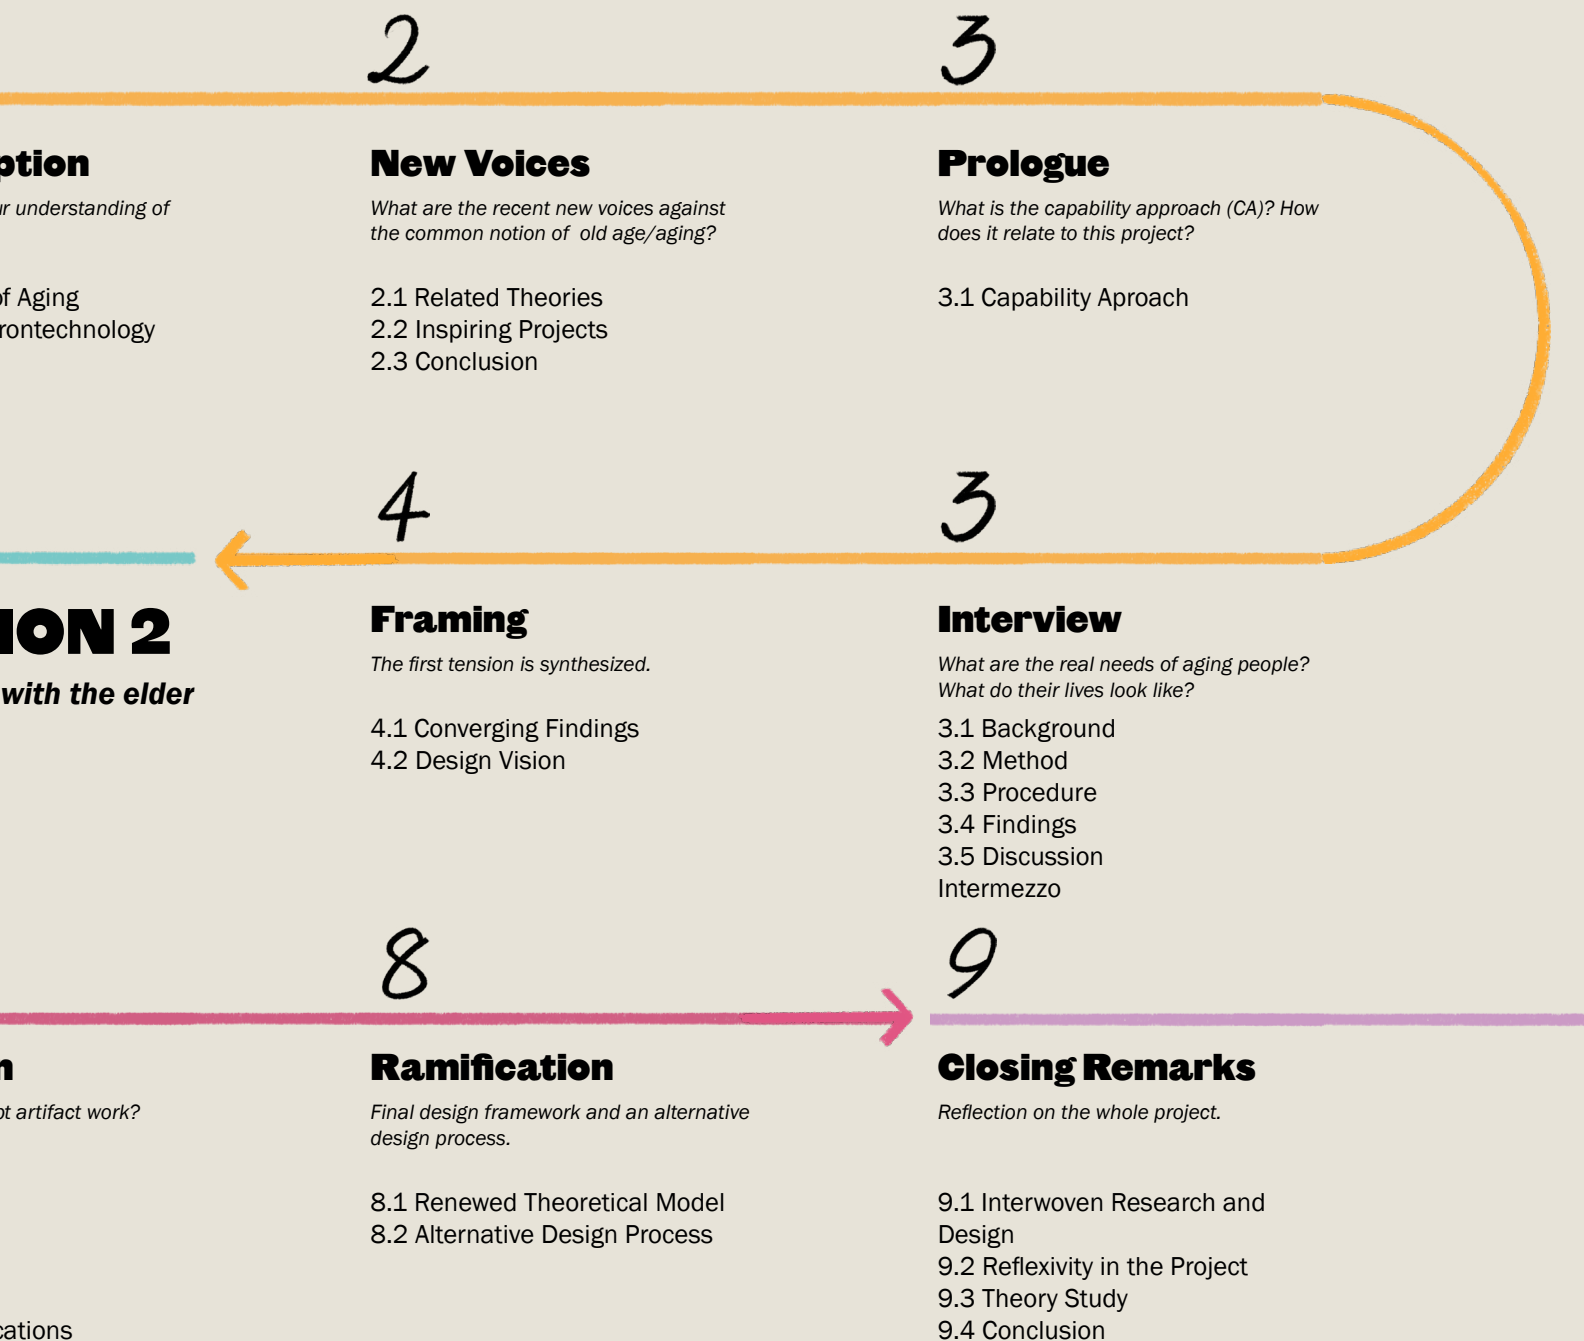 2
3
New Voices
Prologue
understanding of
What are the recent new voices against
the common notion of old age/aging?
What is the capability approach (CA)? How
does it relate to this project?
of Aging
2.1 Related Theories
2.2 Inspiring Projects
2.3 Conclusion
3.1 Capability Aproach
4
3
2
with the elder
Framing
The first tension is synthesized.
4.1 Converging Findings
4.2 Design Vision
Interview
What are the real needs of aging people?
What do their lives look like?
3.1 Background
3.2 Method
3.3 Procedure
3.4 Findings
3.5 Discussion
Intermezzo
8
9
artifact work?
Ramification
Final design framework and an alternative
design process.
8.1 Renewed Theoretical Model
8.2 Alternative Design Process
Closing Remarks
Reflection on the whole project.
9.1 Interwoven Research and
Design
9.2 Reflexivity in the Project
9.3 Theory Study
9.4 Conclusion